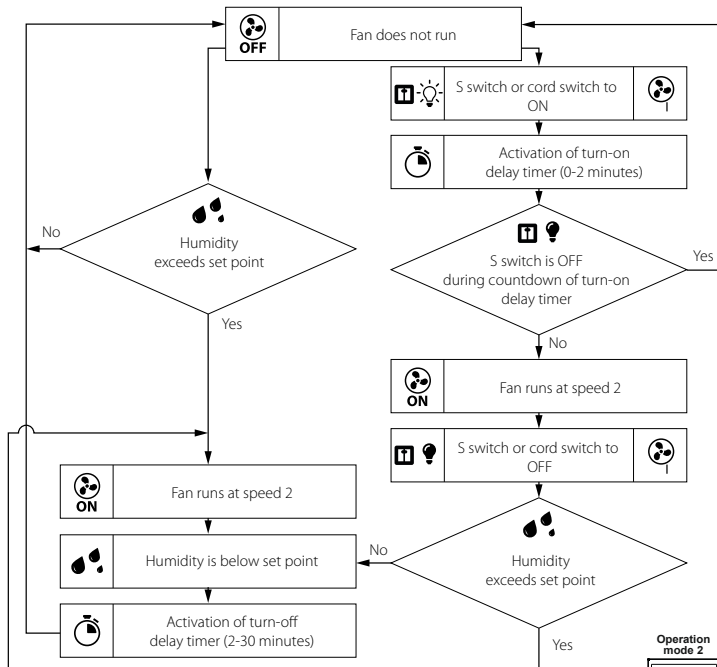 OFF
Fan does not run
S switch or cord switch to
ON
Activation of turn-on
delay timer (0-2 minutes)
No
Humidity
exceeds set point
S switch is OFF
during countdown of turn-on
delay timer
Yes
Yes
No
ON
Fan runs at speed 2
S switch or cord switch to
OFF
ON
Fan runs at speed 2
Humidity is below set point
No
Humidity
exceeds set point
Activation of turn-off
delay timer (2-30 minutes)
Yes
Operation
mode 2